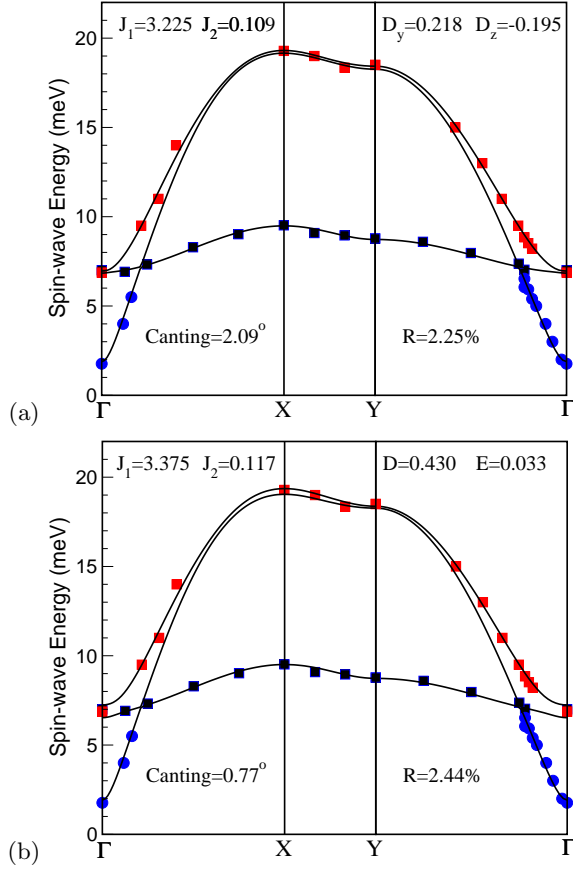 J1=3.225 J2=0.109 Dy=0.218 Dz=-0.195
20
15
10
5
0
Spin-wave Energy (meV)
Canting=2.09o R=2.25%
(a)
Γ X Y Γ
J1=3.375 J2=0.117 D=0.430 E=0.033
20
15
10
5
0
Spin-wave Energy (meV)
Canting=0.77o R=2.44%
(b)
Γ X Y Γ